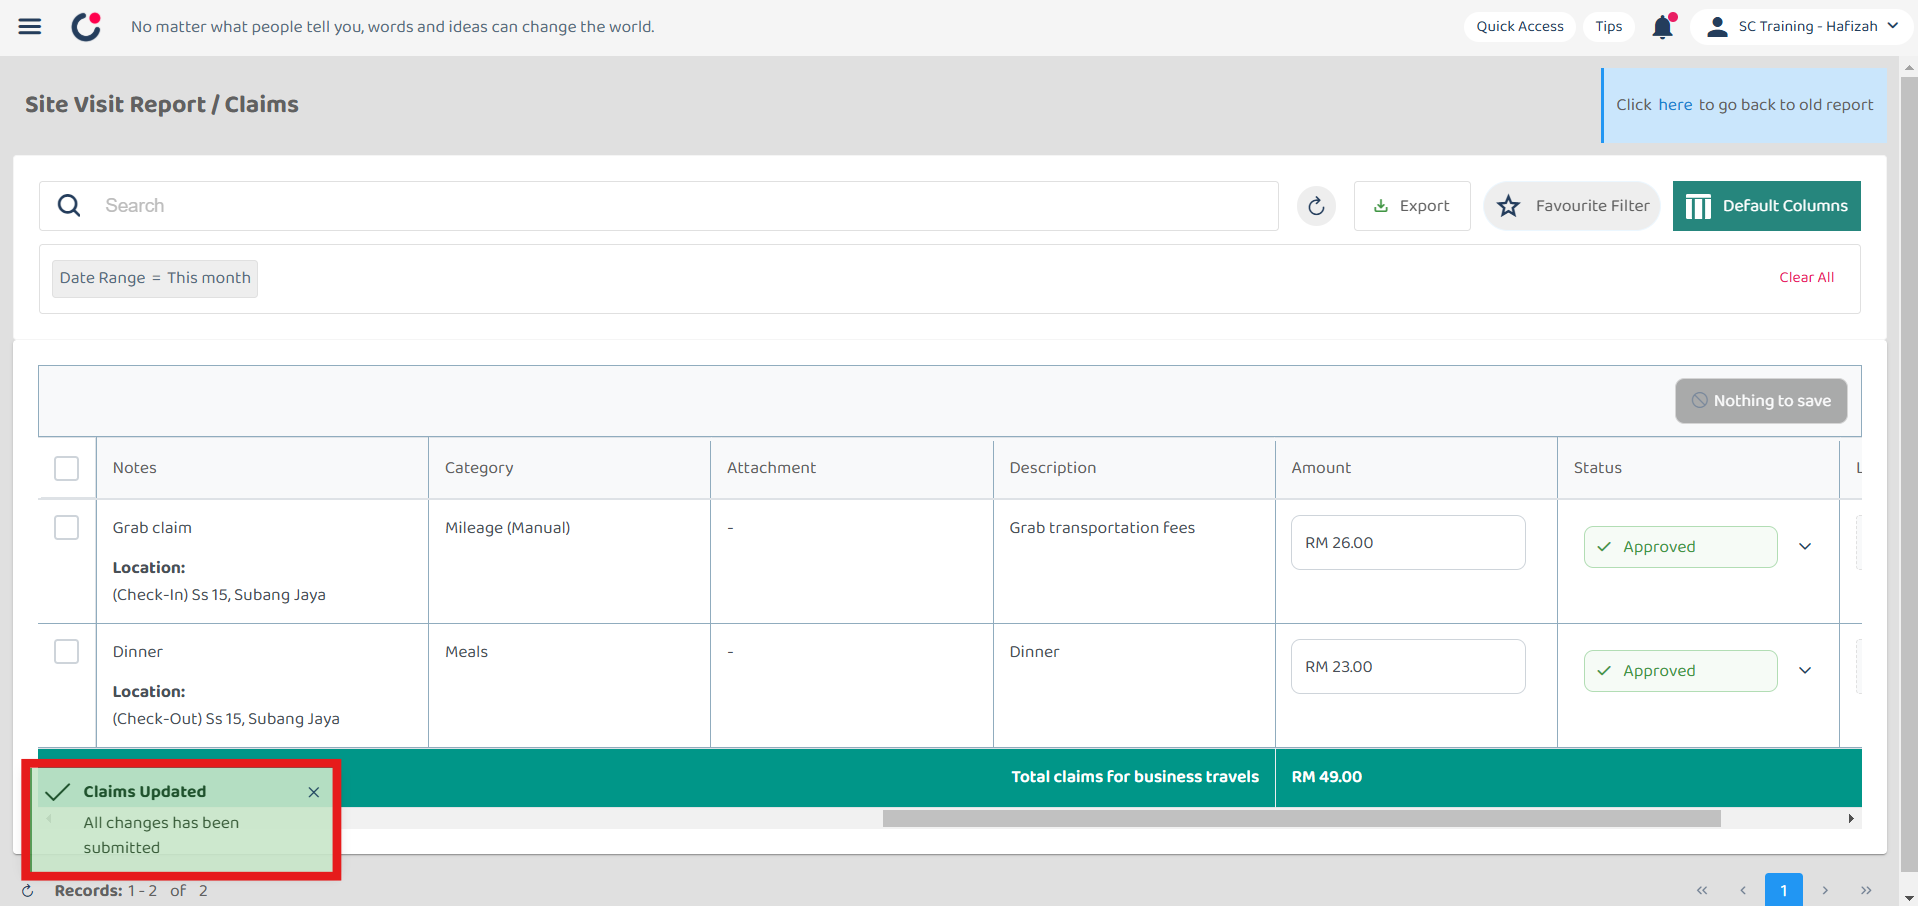 No matter what people tell you, words and ideas can change the world.
Quick Access
Tips
SC Training - Hafizah
Site Visit Report / Claims
Click here to go back to old report
Search
Export
Favourite Filter
Default Columns
Date Range = This month
Clear All
Nothing to save
Notes Category Attachment Description Amount Status L
Grab claim Mileage (Manual) - Grab transportation fees RM 26.00 Approved
Location:
(Check-In) Ss 15, Subang Jaya
Dinner Meals - Dinner RM 23.00 Approved
Location:
(Check-Out) Ss 15, Subang Jaya
Total claims for business travels RM 49.00
Claims Updated
All changes has been
submitted
Records: 1 - 2 of 2
« ‹ 1 › »